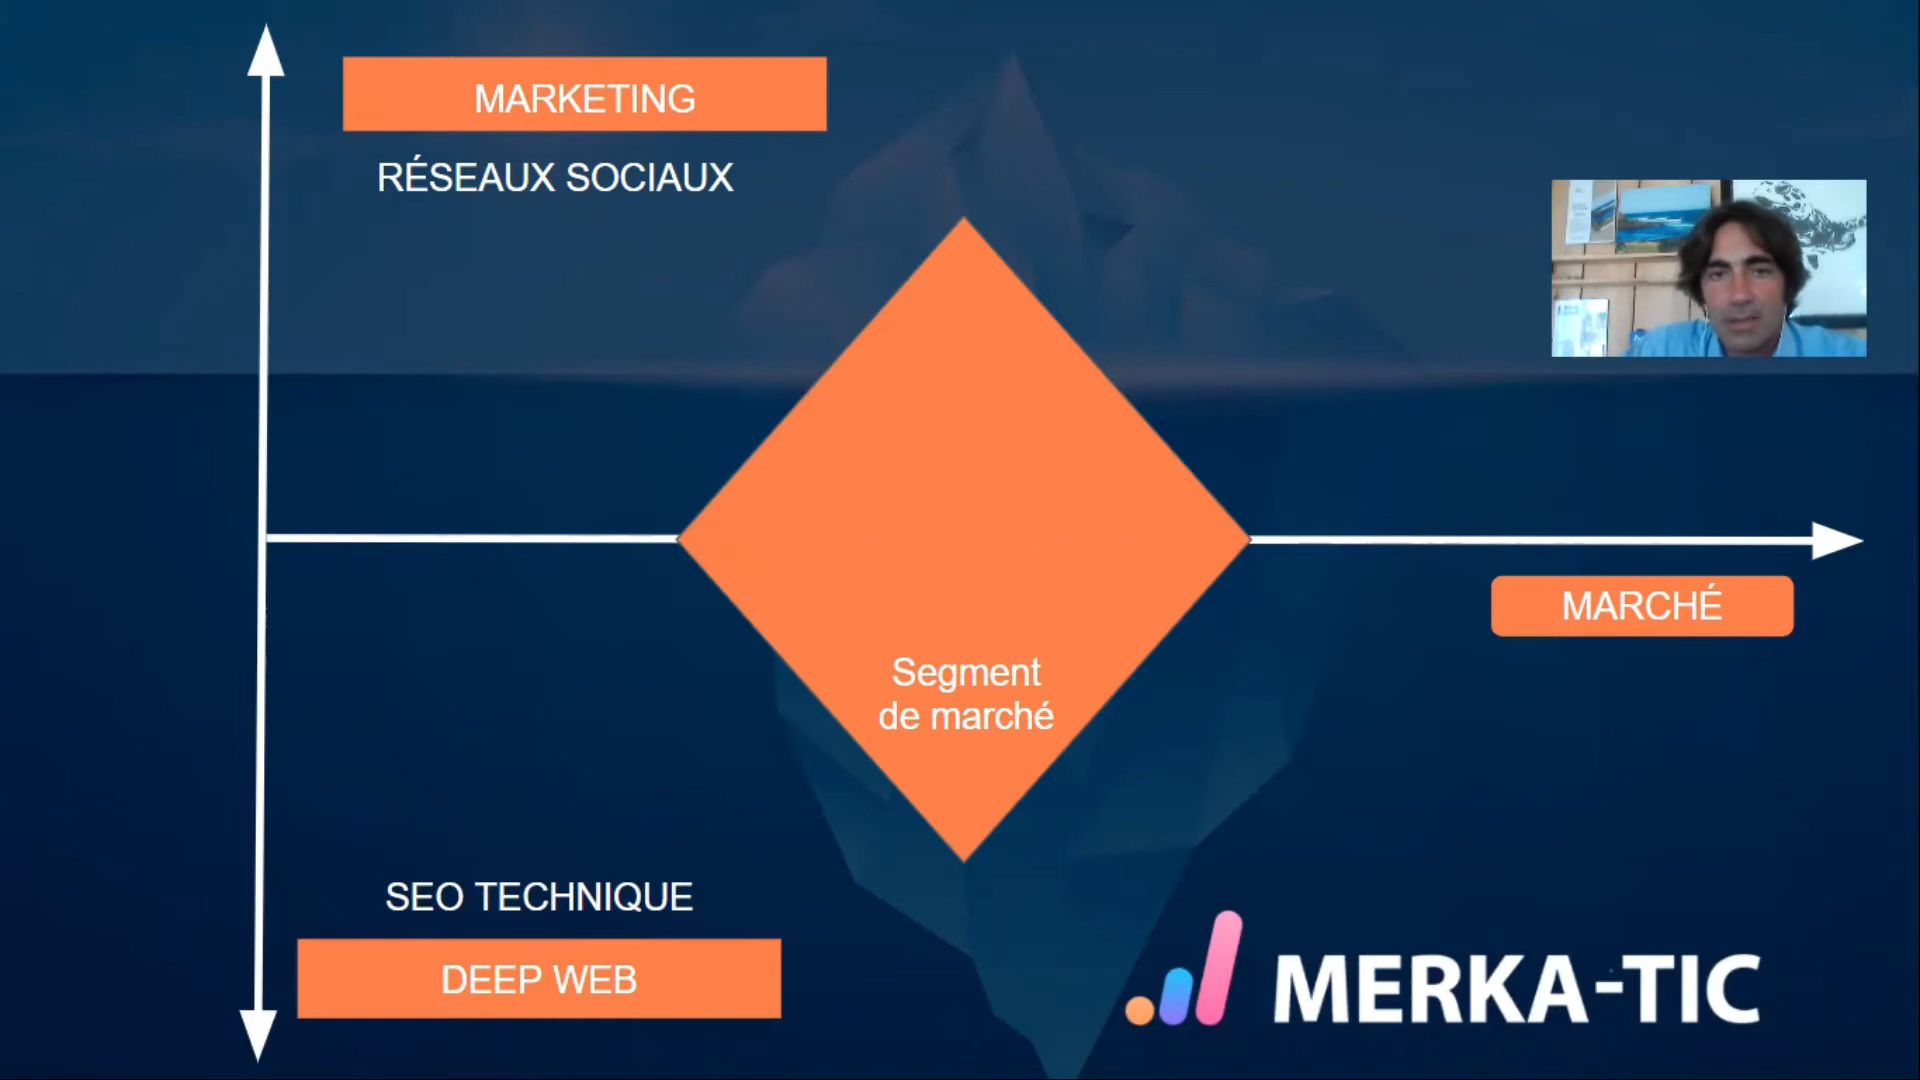 MARKETING
RÉSEAUX SOCIAUX
MARCHÉ
Segment
de marché
SEO TECHNIQUE
DEEP WEB
MERKA-TIC